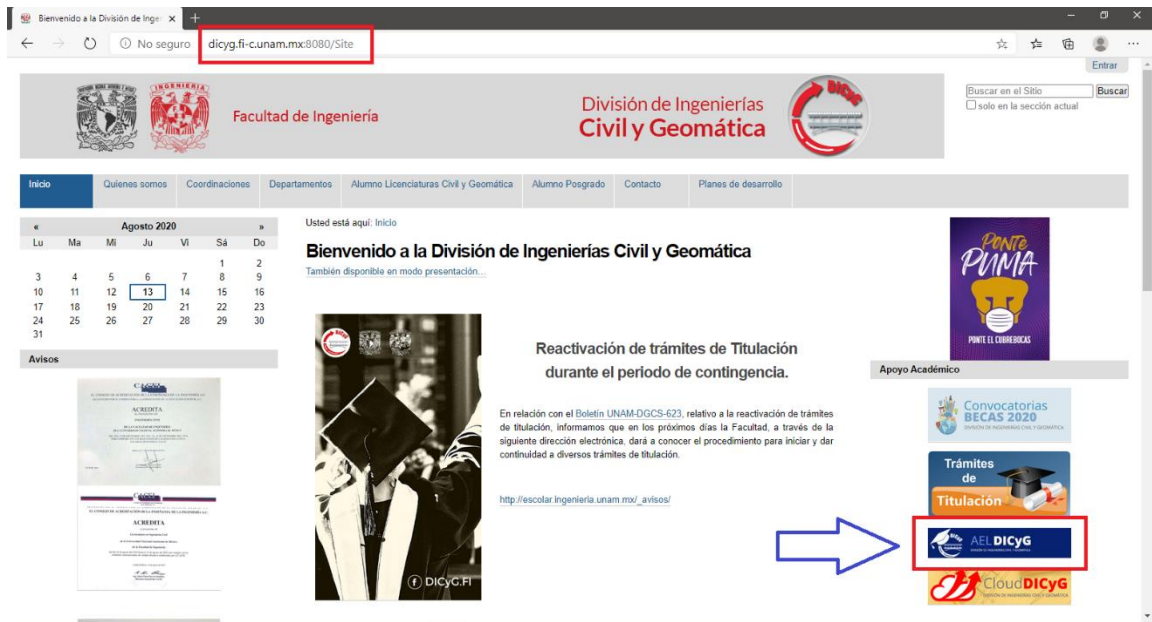 Bienvenido a la División de Inge
No seguro
dicyg.fi-c.unam.mx:8080/Site
Entrar
INGENIERIA
Facultad de Ingeniería
División de Ingenierías
Civil y Geomática
DICyG
Buscar en el Sitio
Buscar
solo en la sección actual
Inicio
Quienes somos
Coordinaciones
Departamentos
Alumno Licenciaturas Civil y Geomática
Alumno Posgrado
Contacto
Planes de desarrollo
« Agosto 2020 »
Lu Ma Mi Ju Vi Sá Do
1 2
3 4 5 6 7 8 9
10 11 12 13 14 15 16
17 18 19 20 21 22 23
24 25 26 27 28 29 30
31
Avisos
ACREDITA
ACREDITA
Usted está aquí: Inicio
Bienvenido a la División de Ingenierías Civil y Geomática
También disponible en modo presentación...
Reactivación de trámites de Titulación
durante el periodo de contingencia.
En relación con el Boletín UNAM-DGCS-623, relativo a la reactivación de trámites
de titulación, informamos que en los próximos días la Facultad, a través de la
siguiente dirección electrónica, dará a conocer el procedimiento para iniciar y dar
continuidad a diversos trámites de titulación.
http://escolar.ingenieria.unam.mx/_avisos/
DICyG.FI
PONTE
PUMA
PONTE EL CUBREBOCAS
Apoyo Académico
Convocatorias
BECAS 2020
DIVISIÓN DE INGENIERÍAS CIVIL Y GEOMÁTICA
Trámites
de
Titulación
AEL DICyG
DIVISIÓN DE INGENIERÍAS CIVIL Y GEOMÁTICA
CloudDICyG
DIVISIÓN DE INGENIERÍAS CIVIL Y GEOMÁTICA